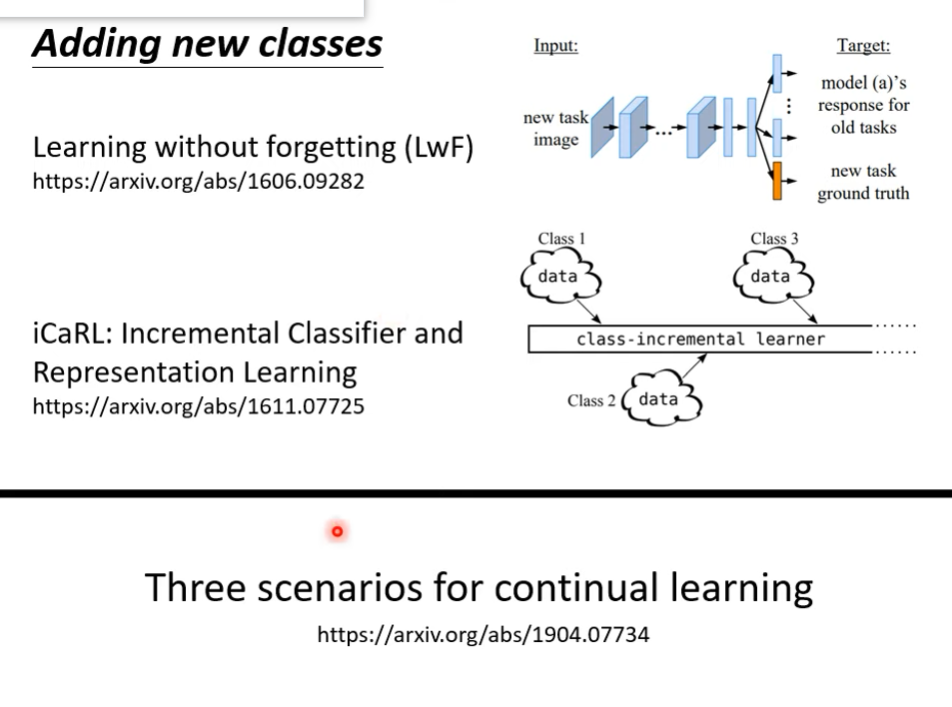 Adding new classes
Learning without forgetting (LwF)
https://arxiv.org/abs/1606.09282
Input:
Target:
new task
image
...
model (a)'s
response for
old tasks
new task
ground truth
iCaRL: Incremental Classifier and
Representation Learning
https://arxiv.org/abs/1611.07725
Class 1
data
Class 3
data
class-incremental learner
Class 2
data
Three scenarios for continual learning
https://arxiv.org/abs/1904.07734